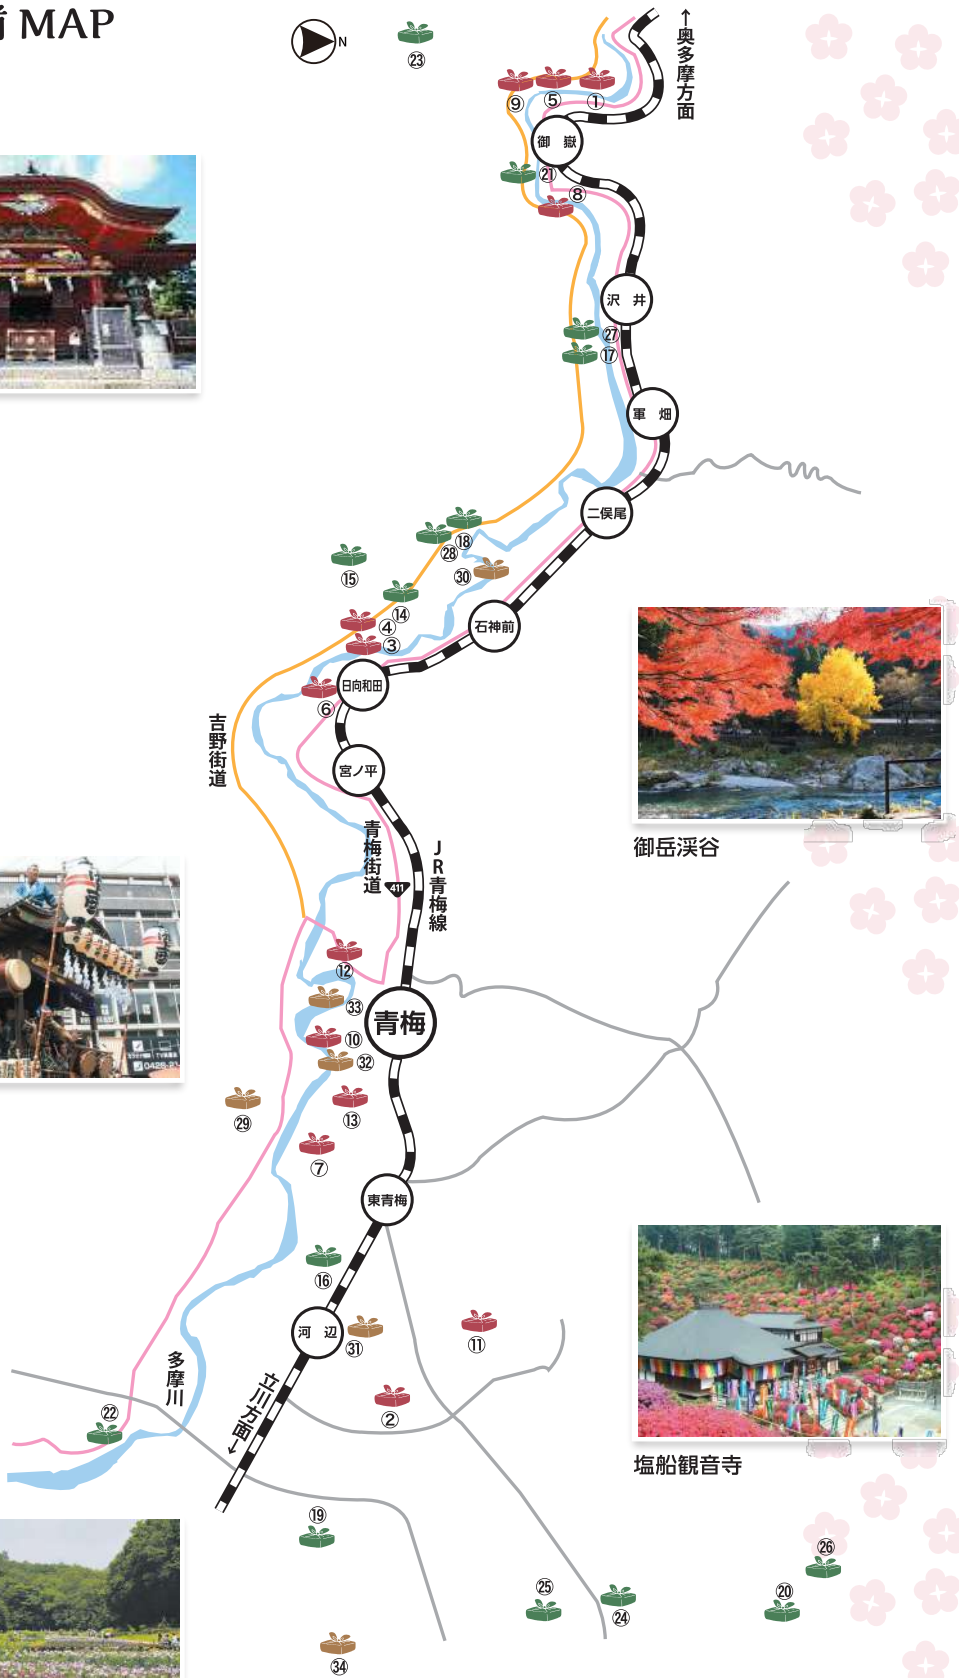 MAP
N
㉓
↑奥多摩方面
⑨
⑤
①
御嶽
㉑
⑧
沢井
㉗
⑰
軍畑
二俣尾
⑱
㉘
⑮
㉚
⑭
④
③
石神前
日向和田
⑥
吉野街道
宮ノ平
青梅街道
411
JR青梅線
御岳渓谷
⑫
㉝
青梅
⑩
㉜
㉙
⑬
⑦
東青梅
⑯
河辺
㉛
⑪
多摩川
立川方面→
②
㉒
塩船観音寺
⑲
㉖
㉕
㉔
⑳
㉞